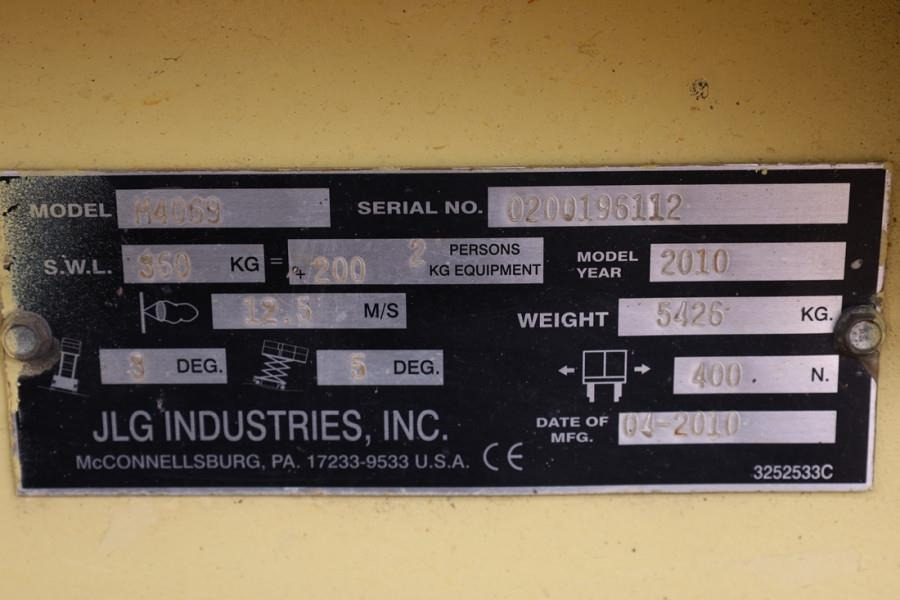 MODEL M4069 SERIAL NO. 0200196112
S.W.L. 360 KG = 2 PERSONS
+ 200 KG EQUIPMENT
MODEL YEAR 2010
12.5 M/S
WEIGHT 5426 KG.
3 DEG. 5 DEG.
400 N.
JLG INDUSTRIES, INC.
DATE OF MFG. 04-2010
McCONNELLSBURG, PA. 17233-9533 U.S.A. CE
3252533C